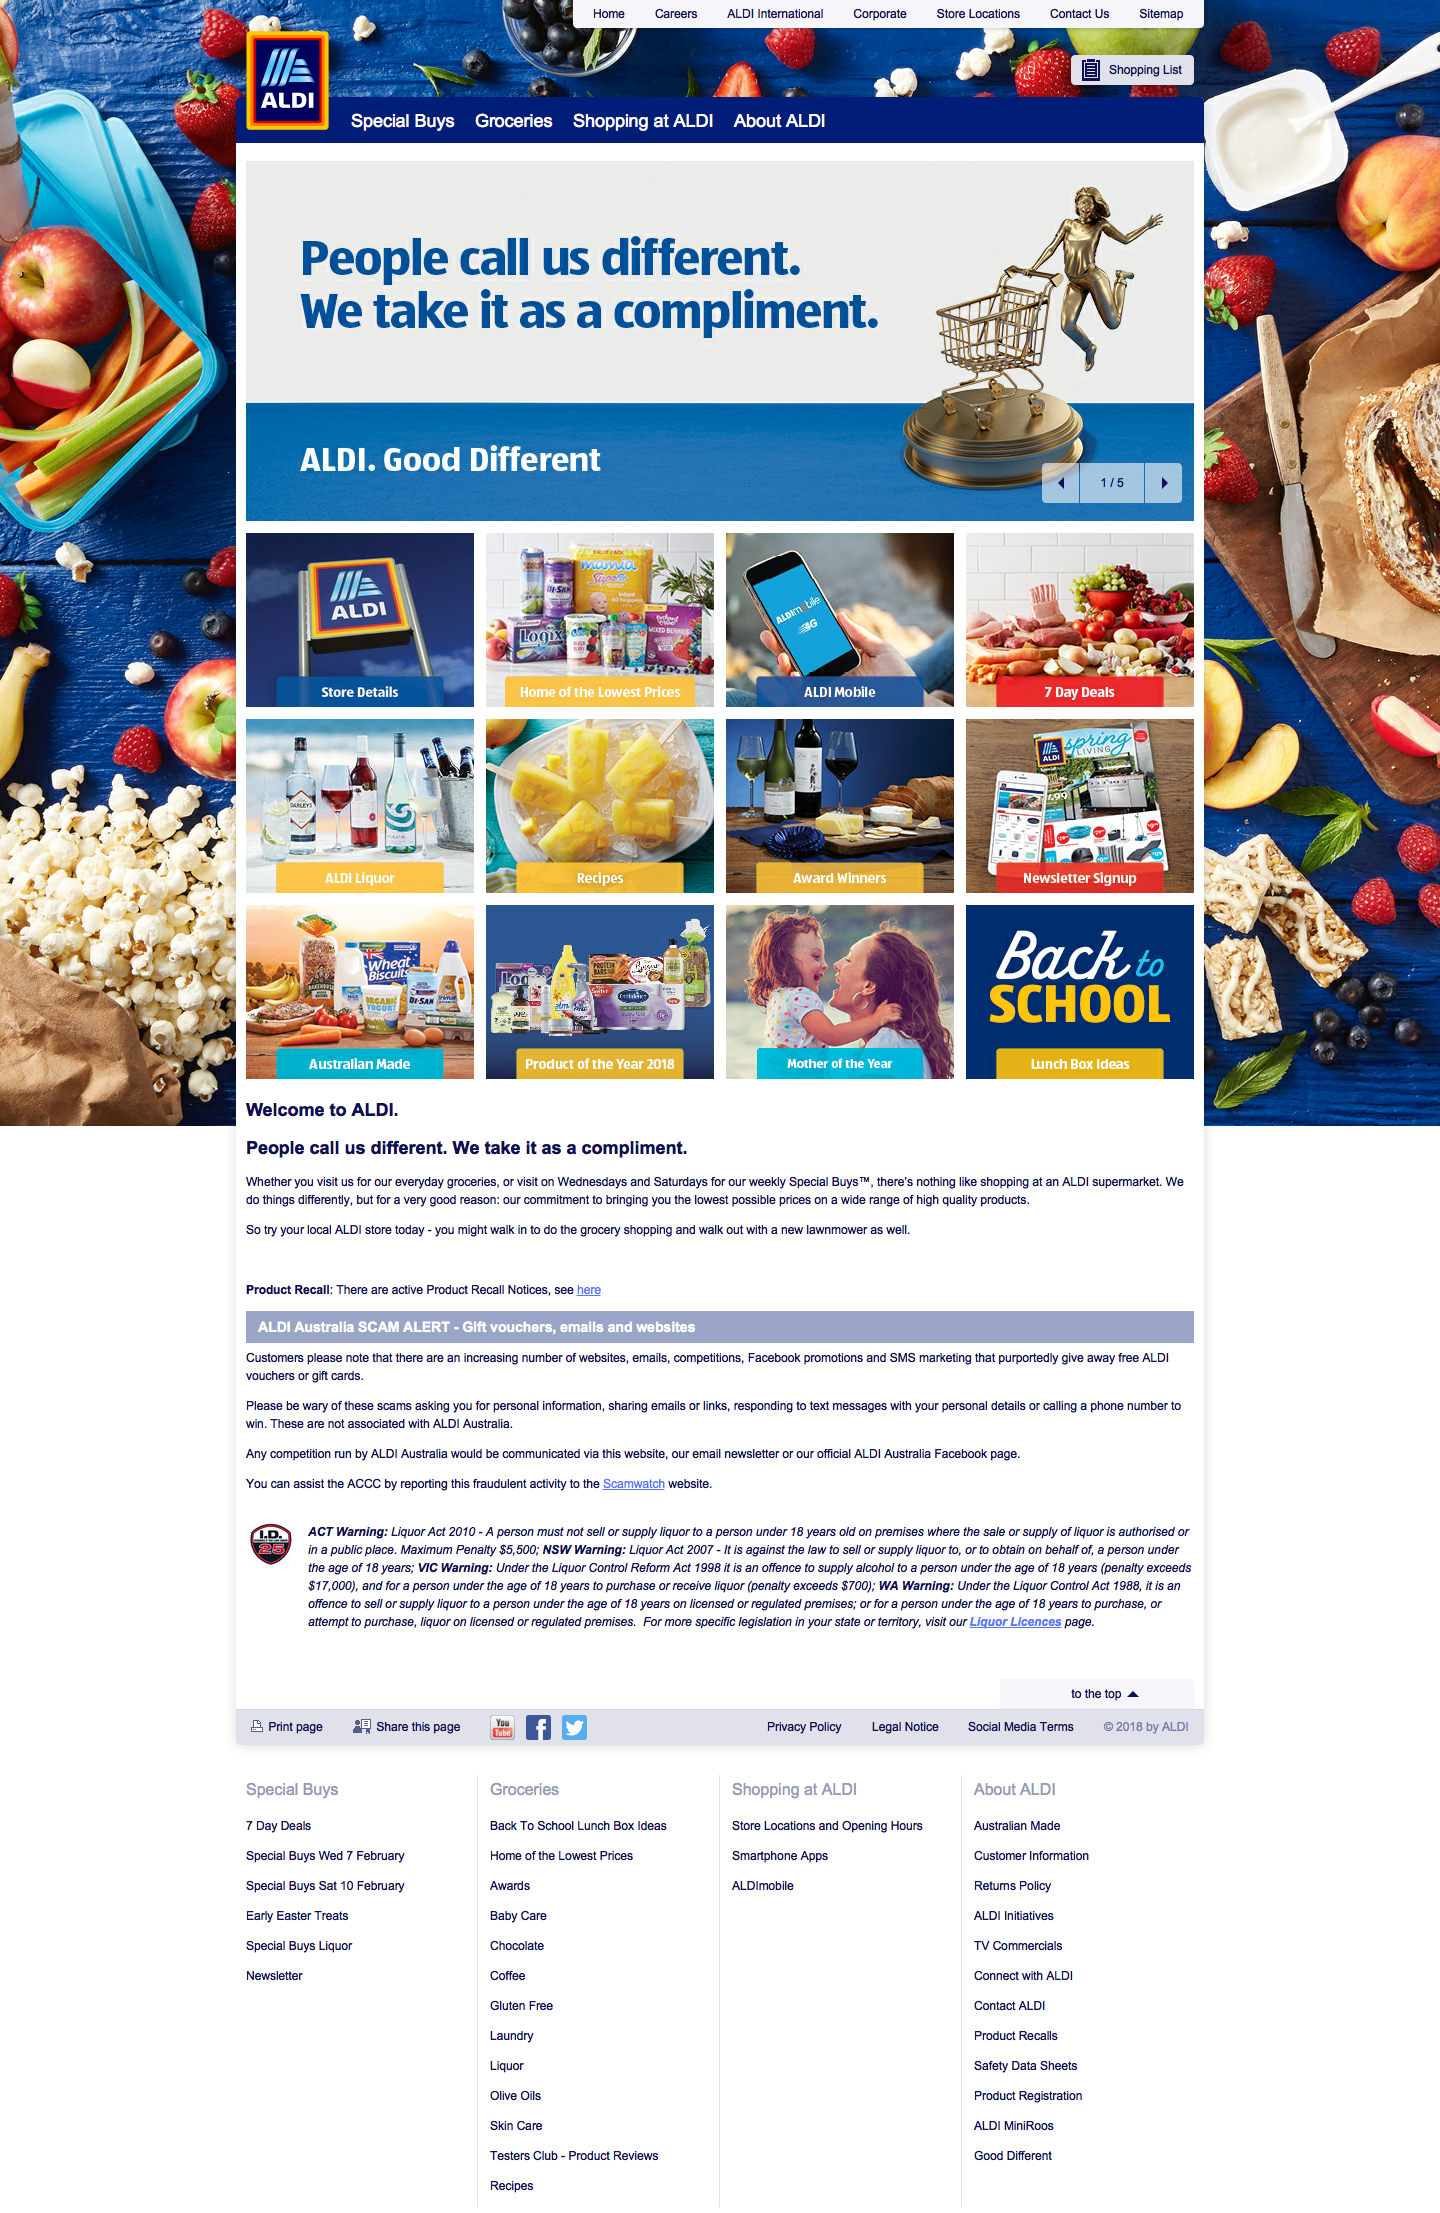 Home Careers ALDI International Corporate Store Locations Contact Us Sitemap
Shopping List
ALDI
Special Buys Groceries Shopping at ALDI About ALDI
People call us different.
We take it as a compliment.
ALDI. Good Different
1 / 5
ALDI
Store Details
VALUE PACK
mamia
DI-SAN
Logix
MIXED BERRIES
Home of the Lowest Prices
ALDImobile
4G
ALDI Mobile
7 Day Deals
DARLEY'S
ALDI Liquor
Recipes
Award Winners
ALDI
spring
LIVING
Newsletter Signup
Wheat
Biscuits
ORGANIC
YOGURT
DI-SAN
Trimat
Australian Made
Logix
PROTEIN
BARS
alm
Confidence
Product of the Year 2018
Mother of the Year
Back to
SCHOOL
Lunch Box Ideas
Welcome to ALDI.
People call us different. We take it as a compliment.
Whether you visit us for our everyday groceries, or visit on Wednesdays and Saturdays for our weekly Special Buys™, there's nothing like shopping at an ALDI supermarket. We
do things differently, but for a very good reason: our commitment to bringing you the lowest possible prices on a wide range of high quality products.
So try your local ALDI store today - you might walk in to do the grocery shopping and walk out with a new lawnmower as well.
Product Recall: There are active Product Recall Notices, see here
ALDI Australia SCAM ALERT - Gift vouchers, emails and websites
Customers please note that there are an increasing number of websites, emails, competitions, Facebook promotions and SMS marketing that purportedly give away free ALDI
vouchers or gift cards.
Please be wary of these scams asking you for personal information, sharing emails or links, responding to text messages with your personal details or calling a phone number to
win. These are not associated with ALDI Australia.
Any competition run by ALDI Australia would be communicated via this website, our email newsletter or our official ALDI Australia Facebook page.
You can assist the ACCC by reporting this fraudulent activity to the Scamwatch website.
I.D.
25
ACT Warning: Liquor Act 2010 - A person must not sell or supply liquor to a person under 18 years old on premises where the sale or supply of liquor is authorised or
in a public place. Maximum Penalty $5,500; NSW Warning: Liquor Act 2007 - It is against the law to sell or supply liquor to, or to obtain on behalf of, a person under
the age of 18 years; VIC Warning: Under the Liquor Control Reform Act 1998 it is an offence to supply alcohol to a person under the age of 18 years (penalty exceeds
$17,000), and for a person under the age of 18 years to purchase or receive liquor (penalty exceeds $700); WA Warning: Under the Liquor Control Act 1988, it is an
offence to sell or supply liquor to a person under the age of 18 years on licensed or regulated premises; or for a person under the age of 18 years to purchase, or
attempt to purchase, liquor on licensed or regulated premises. For more specific legislation in your state or territory, visit our Liquor Licences page.
to the top
Print page Share this page You Tube Privacy Policy Legal Notice Social Media Terms © 2018 by ALDI
Special Buys
7 Day Deals
Special Buys Wed 7 February
Special Buys Sat 10 February
Early Easter Treats
Special Buys Liquor
Newsletter
Groceries
Back To School Lunch Box Ideas
Home of the Lowest Prices
Awards
Baby Care
Chocolate
Coffee
Gluten Free
Laundry
Liquor
Olive Oils
Skin Care
Testers Club - Product Reviews
Recipes
Shopping at ALDI
Store Locations and Opening Hours
Smartphone Apps
ALDImobile
About ALDI
Australian Made
Customer Information
Returns Policy
ALDI Initiatives
TV Commercials
Connect with ALDI
Contact ALDI
Product Recalls
Safety Data Sheets
Product Registration
ALDI MiniRoos
Good Different